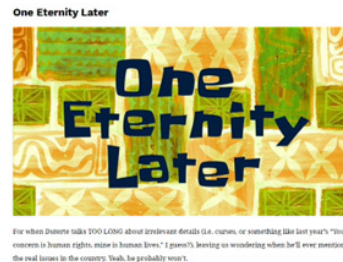 One Eternity Later
One
Eternity
Later
For when Duterte talks TOO LONG about irrelevant details (i.e. curses, or something like last year's "You
concern is human rights, mine is human lives," I guess?), leaving us wondering when he'll ever mention
the real issues in the country. Yeah, he probably won't.